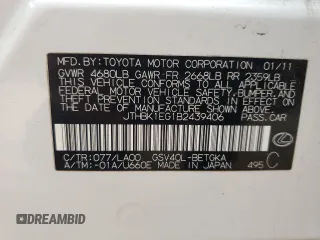 MFD. BY: TOYOTA MOTOR CORPORATION 01/11
GVWR 4680LB GAWR FR 2668LB RR 2359LB
THIS VEHICLE CONFORMS TO ALL APPLICABLE
FEDERAL MOTOR VEHICLE SAFETY, BUMPER, AND
THEFT PREVENTION STANDARDS IN EFFECT ON
THE DATE OF MANUFACTURE SHOWN ABOVE.
JTHBK1EG1B2439406 PASS.CAR
C/TR:077/LA00 GSV40L-BETGKA
A/TM:-01A/U660E MADE IN JAPAN 495 C
autobidmaster.com